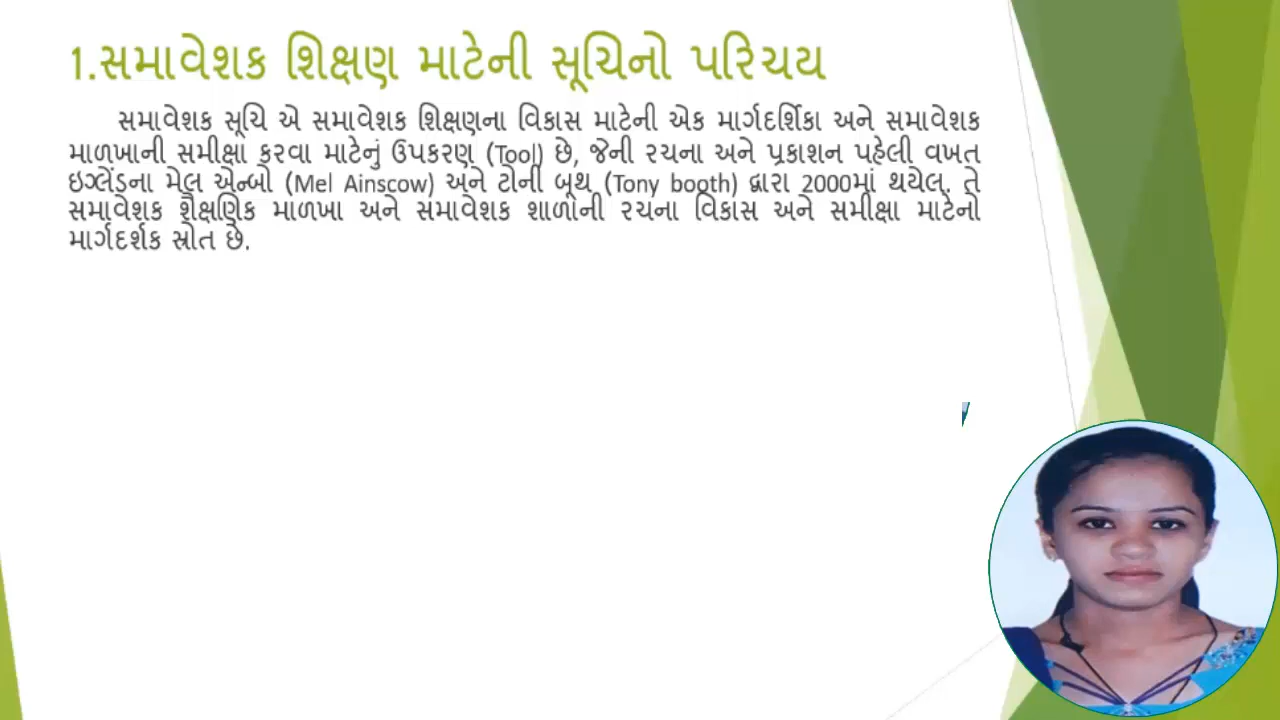 1.સમાવેશક શિક્ષણ માટેની સૂચિનો પરિચય
સમાવેશક સૂચિ એ સમાવેશક શિક્ષણના વિકાસ માટેની એક માર્ગદર્શિકા અને સમાવેશક
માળખાની સમીક્ષા કરવા માટેનું ઉપકરણ (Tool) છે, જેની રચના અને પ્રકાશન પહેલી વખત
ઇંગ્લેંડના મેલ એન્બો (Mel Ainscow) અને ટોની બૂથ (Tony booth) દ્વારા 2000માં થયેલ. તે
સમાવેશક શૈક્ષણિક માળખા અને સમાવેશક શાળાની રચના વિકાસ અને સમીક્ષા માટેનો
માર્ગદર્શક સ્રોત છે.